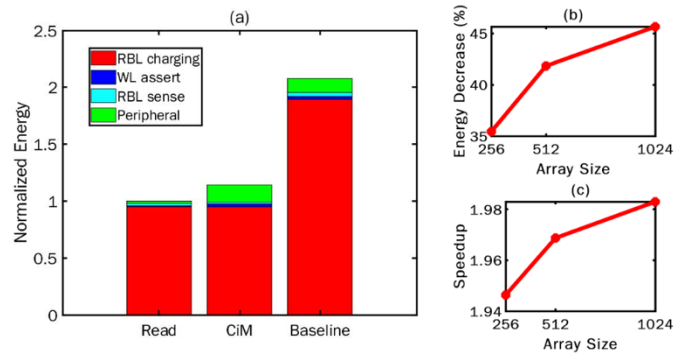 (a)
Normalized Energy
2.5
2
1.5
1
0.5
0
RBL charging
WL assert
RBL sense
Peripheral
Read CiM Baseline
(b)
Energy Decrease (%)
45
40
35
256 512 1024
Array Size
(c)
Speedup
1.98
1.96
1.94
256 512 1024
Array Size